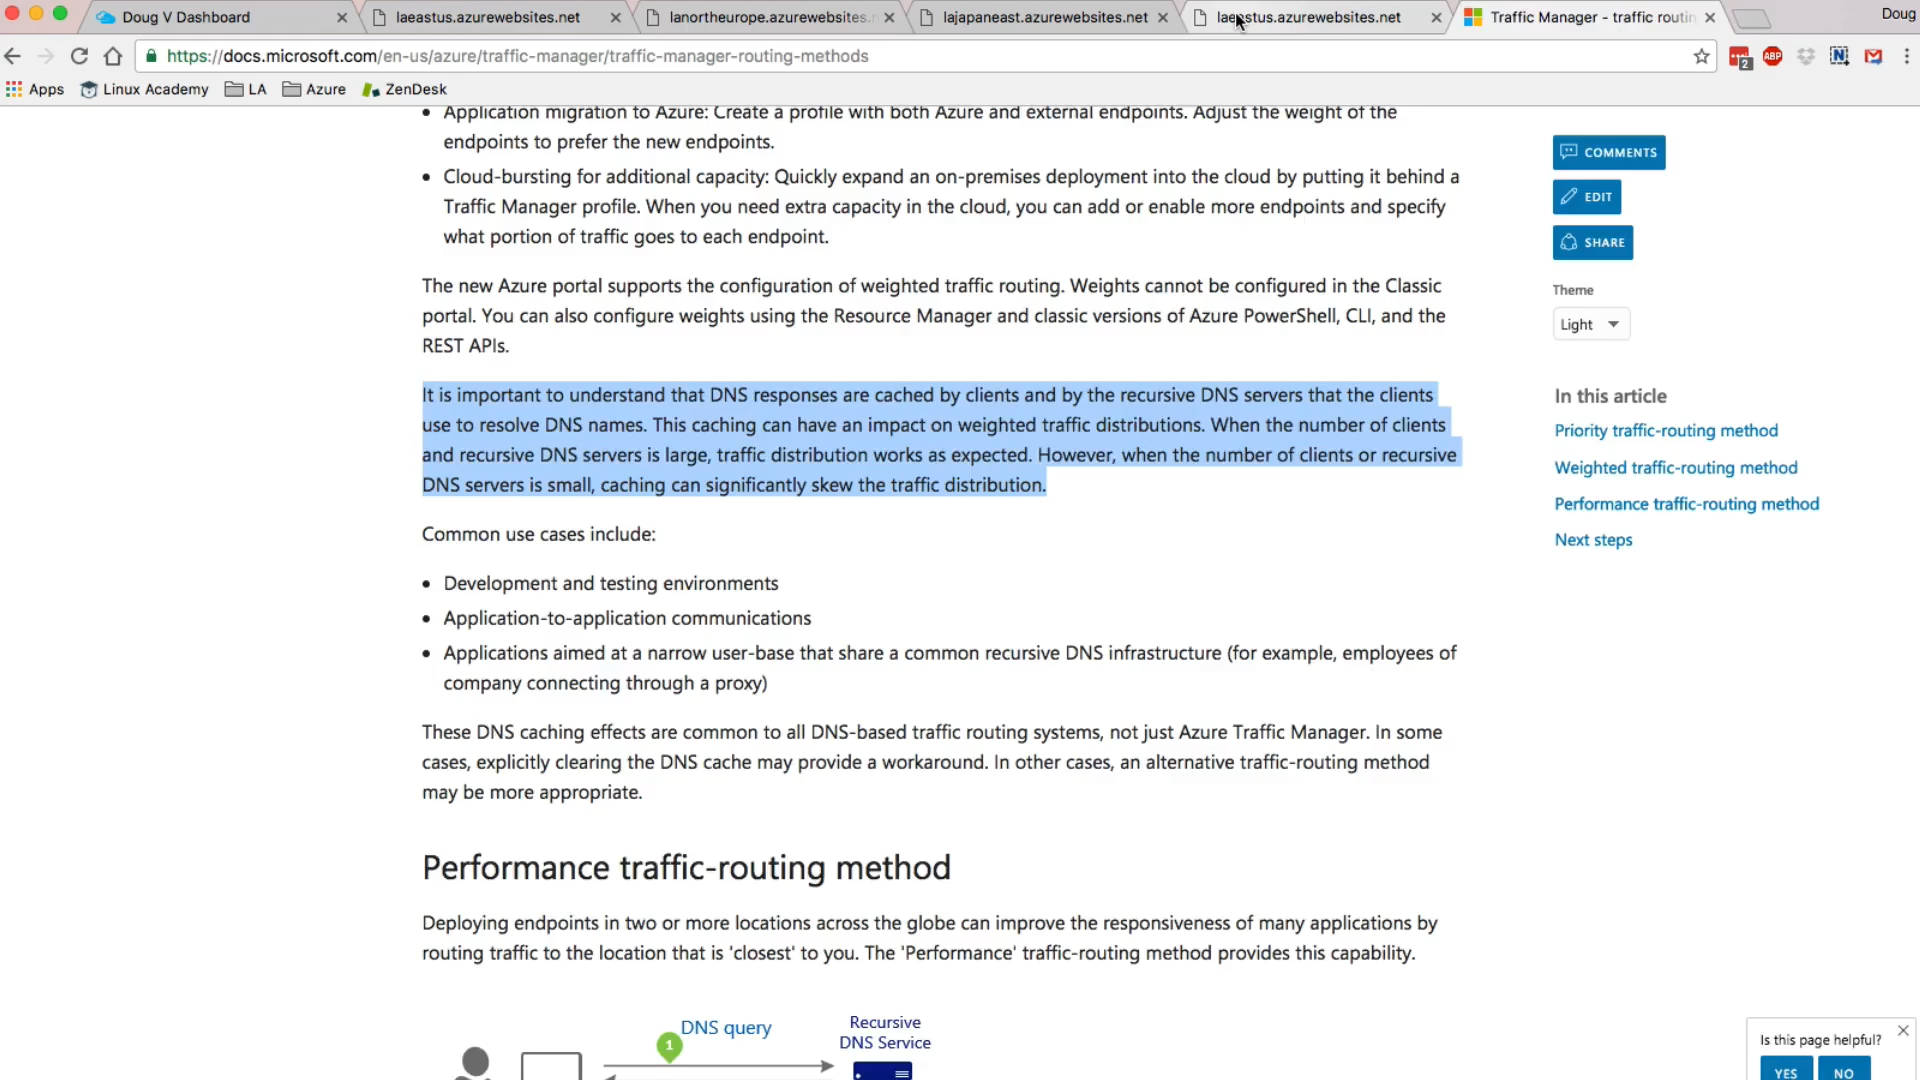 Doug V Dashboard
laeastus.azurewebsites.net
lanortheurope.azurewebsites.
lajapaneast.azurewebsites.net
laeastus.azurewebsites.net
Traffic Manager - traffic routin
Doug
https://docs.microsoft.com/en-us/azure/traffic-manager/traffic-manager-routing-methods
2
ABP
Apps
Linux Academy
LA
Azure
ZenDesk
• Application migration to Azure: Create a profile with both Azure and external endpoints. Adjust the weight of the
endpoints to prefer the new endpoints.
• Cloud-bursting for additional capacity: Quickly expand an on-premises deployment into the cloud by putting it behind a
Traffic Manager profile. When you need extra capacity in the cloud, you can add or enable more endpoints and specify
what portion of traffic goes to each endpoint.
The new Azure portal supports the configuration of weighted traffic routing. Weights cannot be configured in the Classic
portal. You can also configure weights using the Resource Manager and classic versions of Azure PowerShell, CLI, and the
REST APIs.
It is important to understand that DNS responses are cached by clients and by the recursive DNS servers that the clients
use to resolve DNS names. This caching can have an impact on weighted traffic distributions. When the number of clients
and recursive DNS servers is large, traffic distribution works as expected. However, when the number of clients or recursive
DNS servers is small, caching can significantly skew the traffic distribution.
Common use cases include:
• Development and testing environments
• Application-to-application communications
• Applications aimed at a narrow user-base that share a common recursive DNS infrastructure (for example, employees of
company connecting through a proxy)
These DNS caching effects are common to all DNS-based traffic routing systems, not just Azure Traffic Manager. In some
cases, explicitly clearing the DNS cache may provide a workaround. In other cases, an alternative traffic-routing method
may be more appropriate.
Performance traffic-routing method
Deploying endpoints in two or more locations across the globe can improve the responsiveness of many applications by
routing traffic to the location that is 'closest' to you. The 'Performance' traffic-routing method provides this capability.
1
DNS query
Recursive
DNS Service
COMMENTS
EDIT
SHARE
Theme
Light
In this article
Priority traffic-routing method
Weighted traffic-routing method
Performance traffic-routing method
Next steps
Is this page helpful?
YES
NO